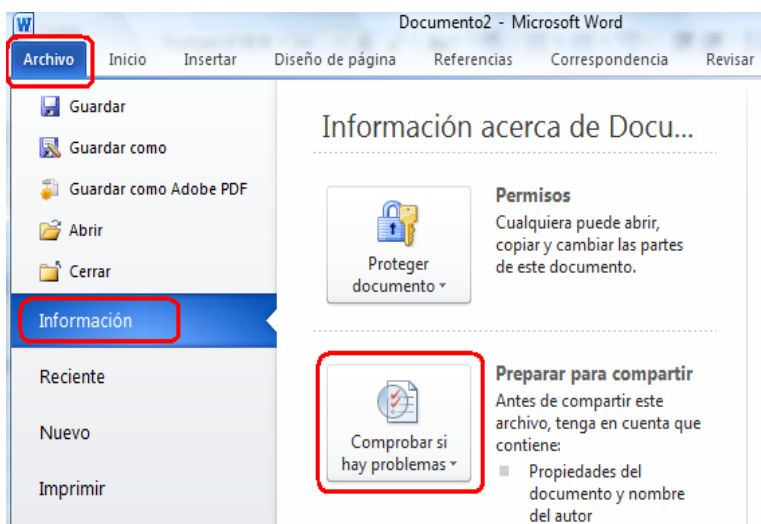 Documento2 - Microsoft Word
Archivo Inicio Insertar Diseño de página Referencias Correspondencia Revisar
Guardar
Guardar como
Guardar como Adobe PDF
Abrir
Cerrar
Información
Reciente
Nuevo
Imprimir
Información acerca de Docu...
Proteger
documento
Permisos
Cualquiera puede abrir,
copiar y cambiar las partes
de este documento.
Comprobar si
hay problemas
Preparar para compartir
Antes de compartir este
archivo, tenga en cuenta que
contiene:
Propiedades del
documento y nombre
del autor